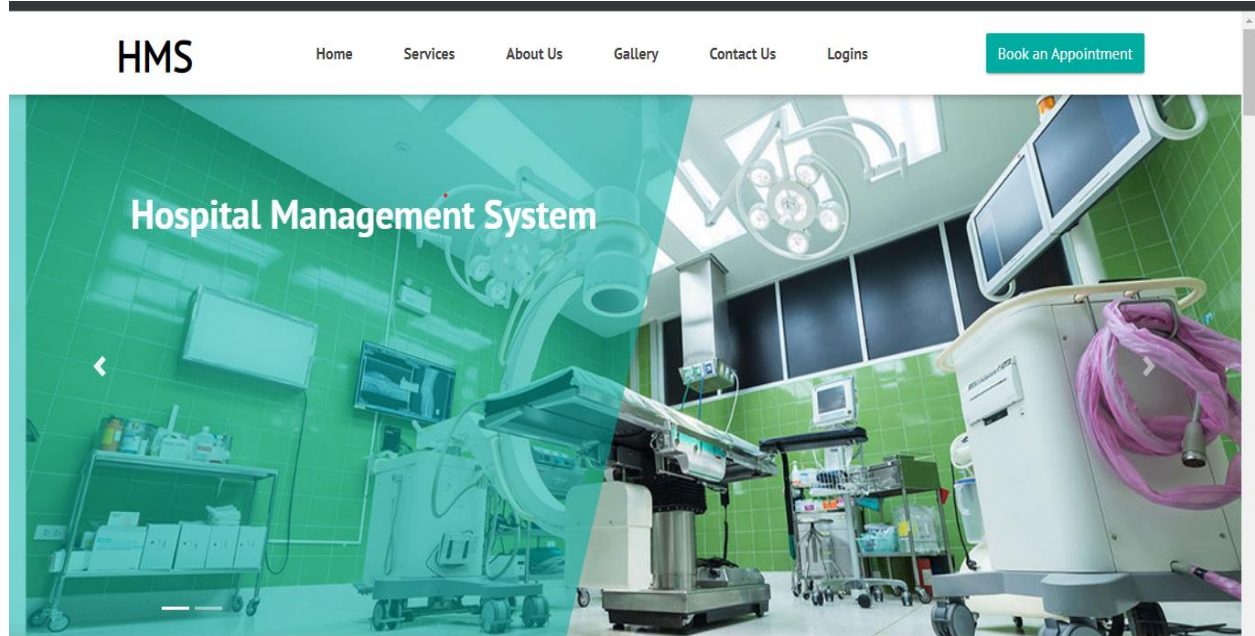 HMS
Home Services About Us Gallery Contact Us Logins
Book an Appointment
Hospital Management System